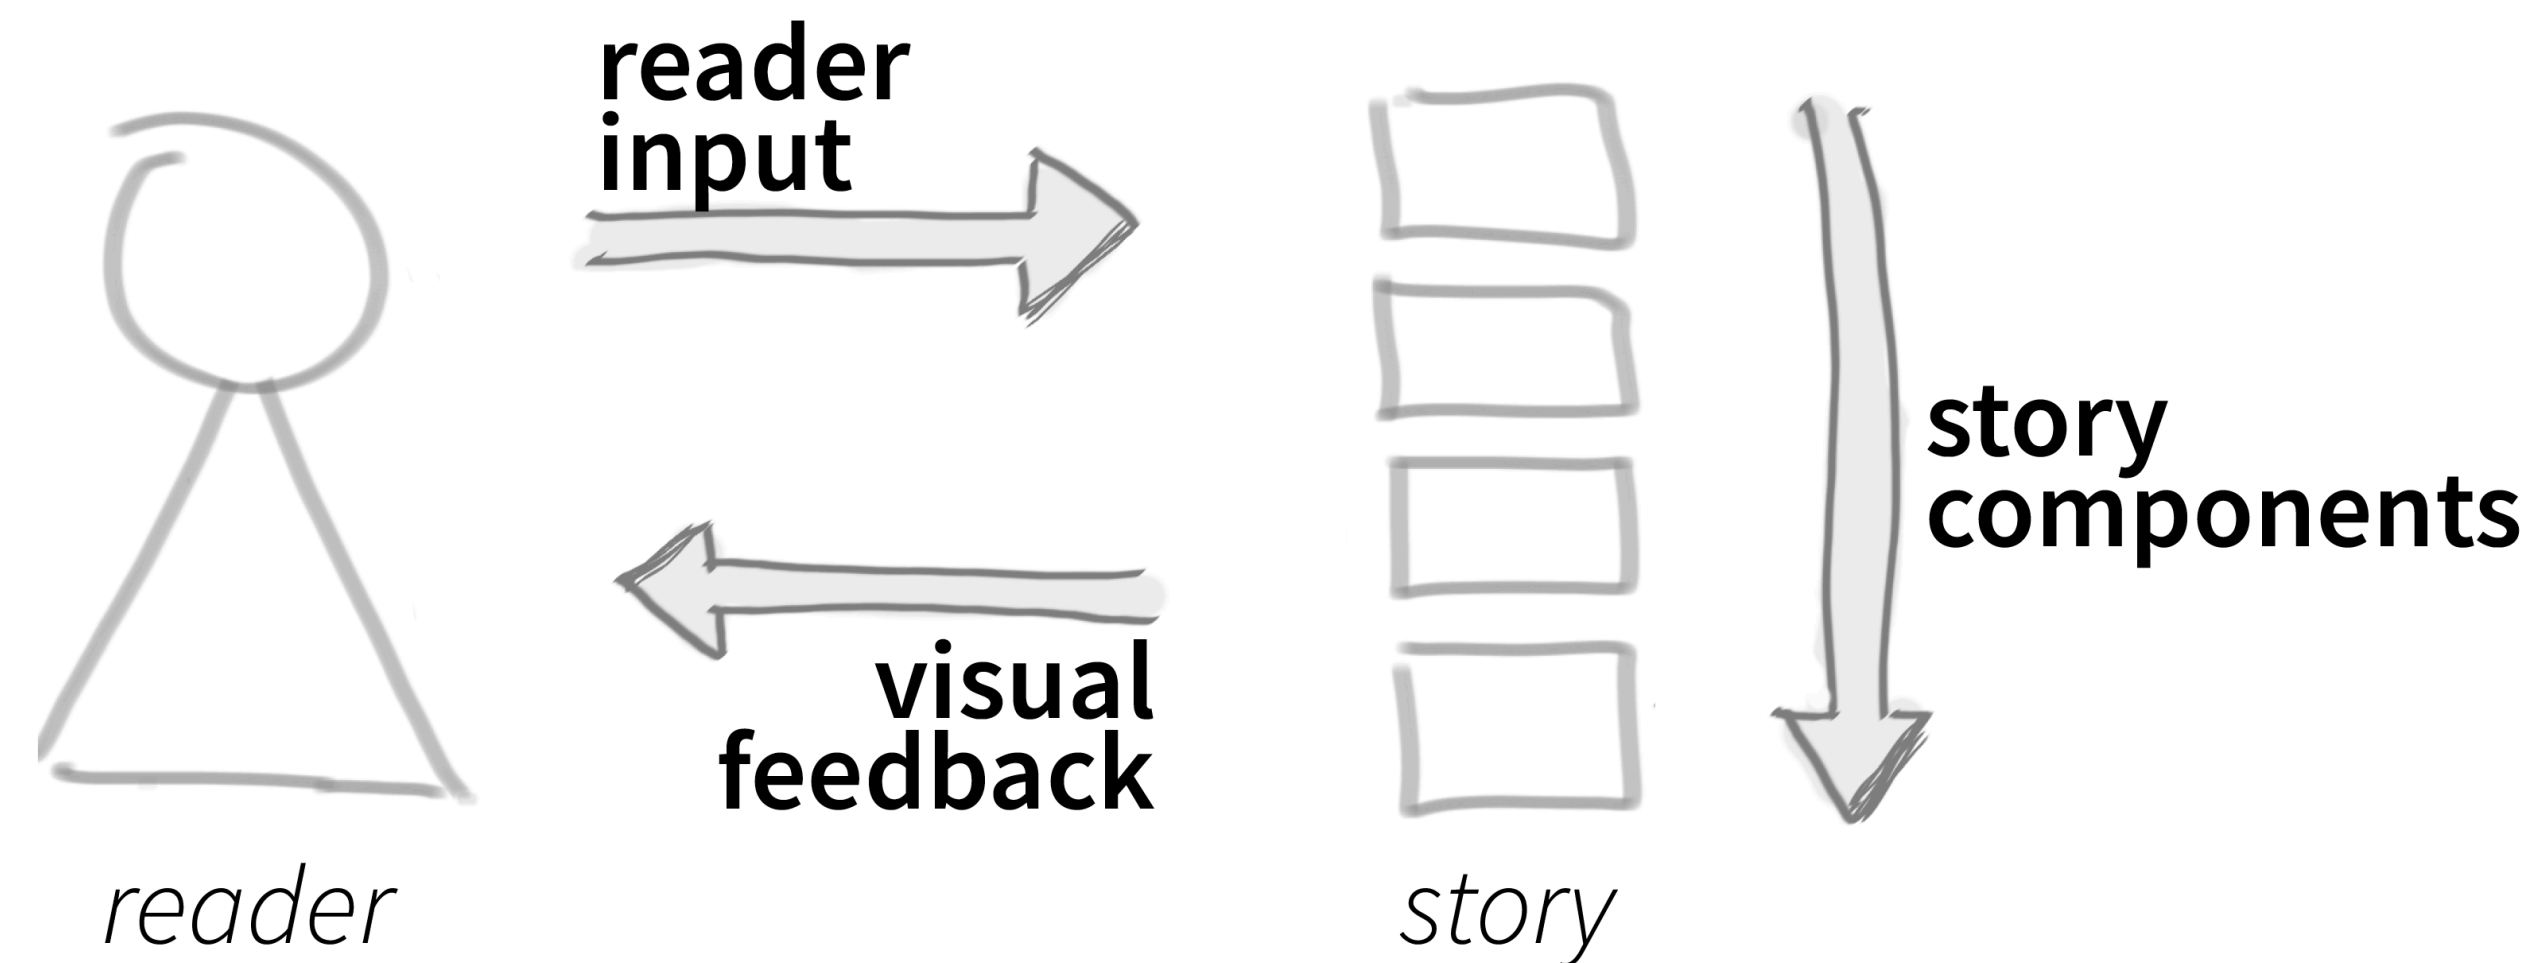 reader
input
story
components
visual
feedback
reader
story